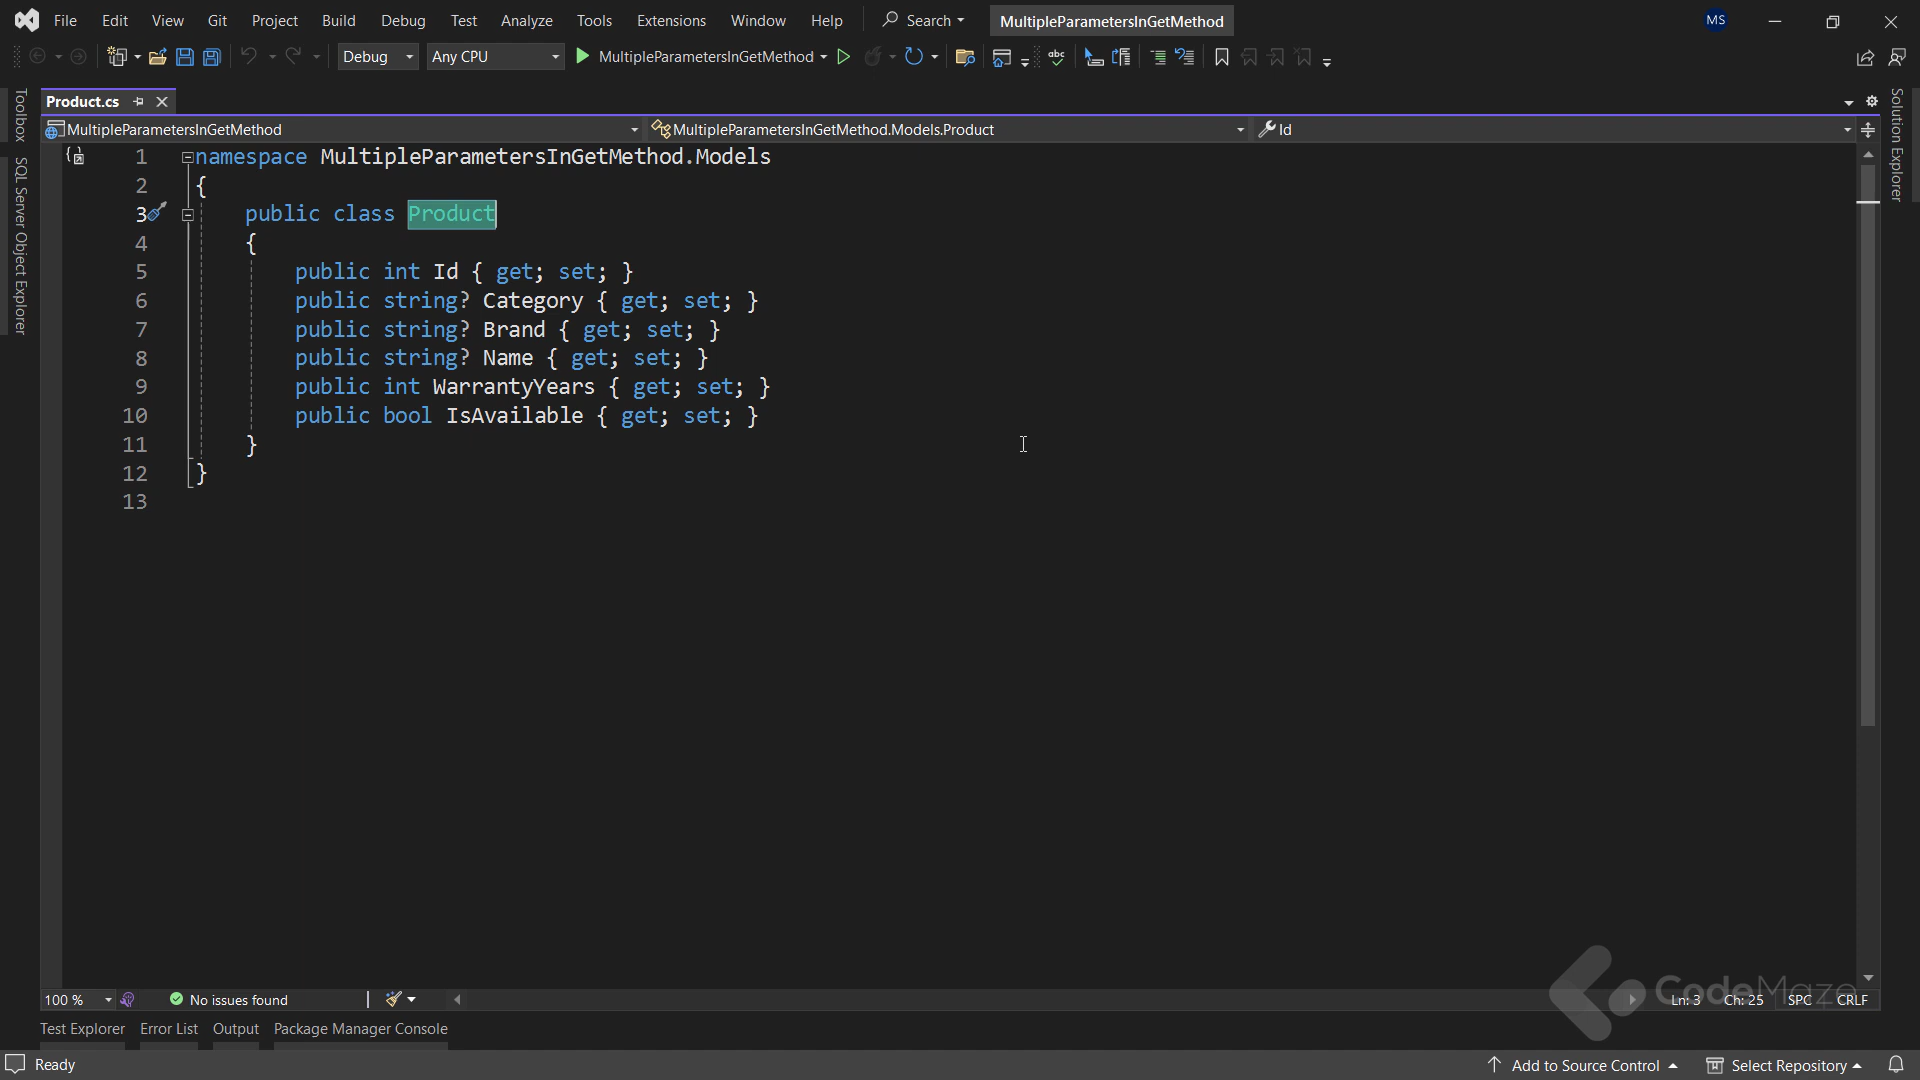 File Edit View Git Project Build Debug Test Analyze Tools Extensions Window Help Search MultipleParametersInGetMethod MS
Debug Any CPU MultipleParametersInGetMethod abc
Toolbox
SQL Server Object Explorer
Product.cs
Solution Explorer
MultipleParametersInGetMethod MultipleParametersInGetMethod.Models.Product Id
1 namespace MultipleParametersInGetMethod.Models
2 {
3 public class Product
4 {
5 public int Id { get; set; }
6 public string? Category { get; set; }
7 public string? Brand { get; set; }
8 public string? Name { get; set; }
9 public int WarrantyYears { get; set; }
10 public bool IsAvailable { get; set; }
11 }
12 }
13
CodeMaze
100 % No issues found Ln: 3 Ch: 25 SPC CRLF
Test Explorer Error List Output Package Manager Console
Ready Add to Source Control Select Repository